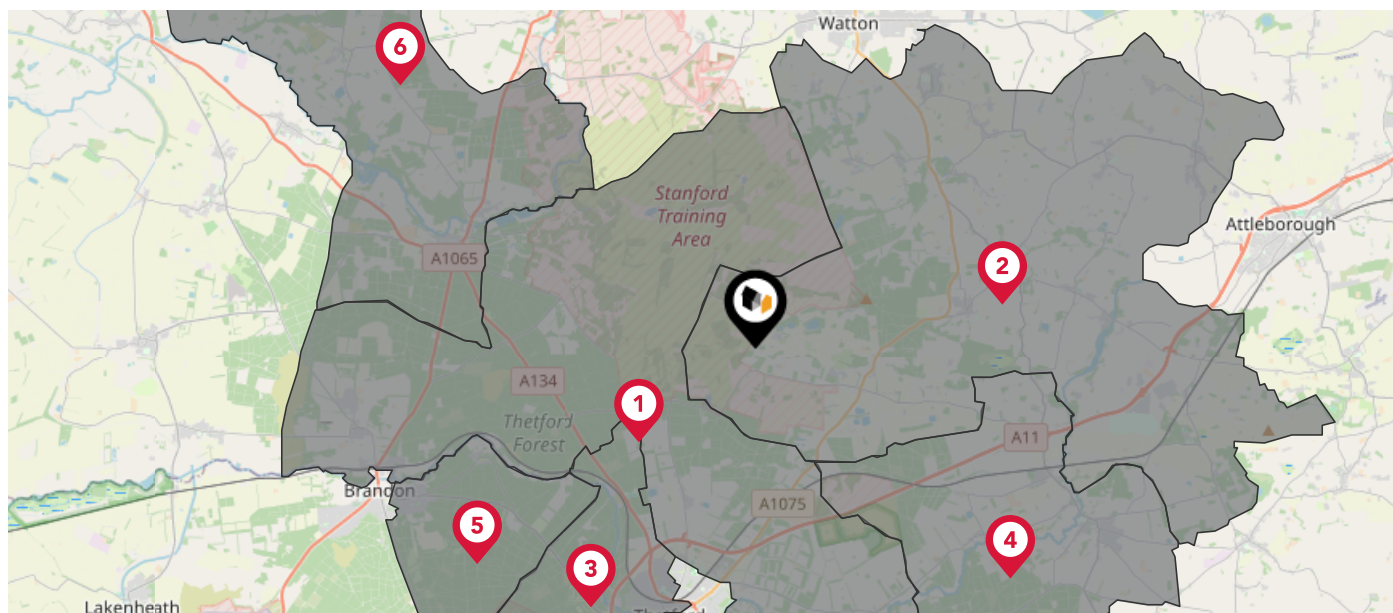 Watton
6
Stanford
Training
Area
Attleborough
A1065
2
A134
1
Thetford
Forest
A11
Brandon
A1075
5
4
3
Lakenheath